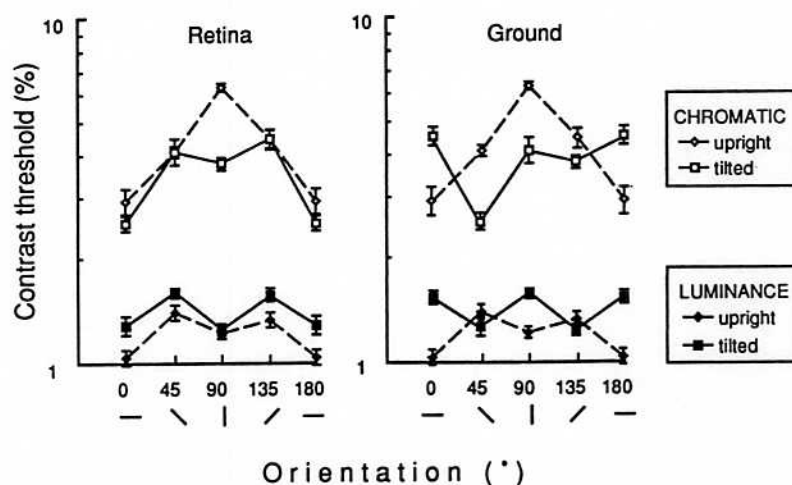 Retina
Ground
Contrast threshold (%)
10
1
10
1
0 45 90 135 180
0 45 90 135 180
Orientation (°)
CHROMATIC
upright
tilted
LUMINANCE
upright
tilted